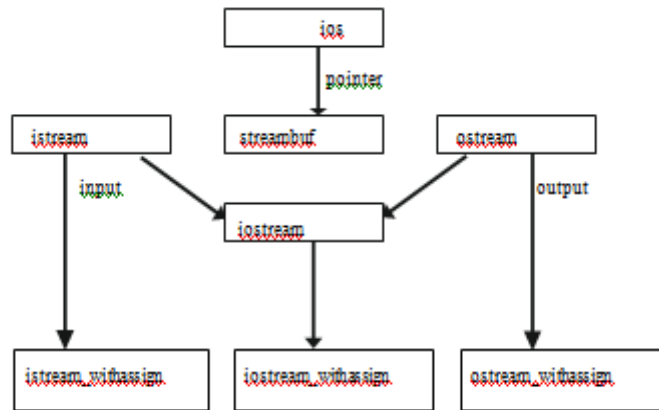 ios
pointer
istream
streambuf
ostream
input
output
iostream
istream_withassign
iostream_withassign
ostream_withassign